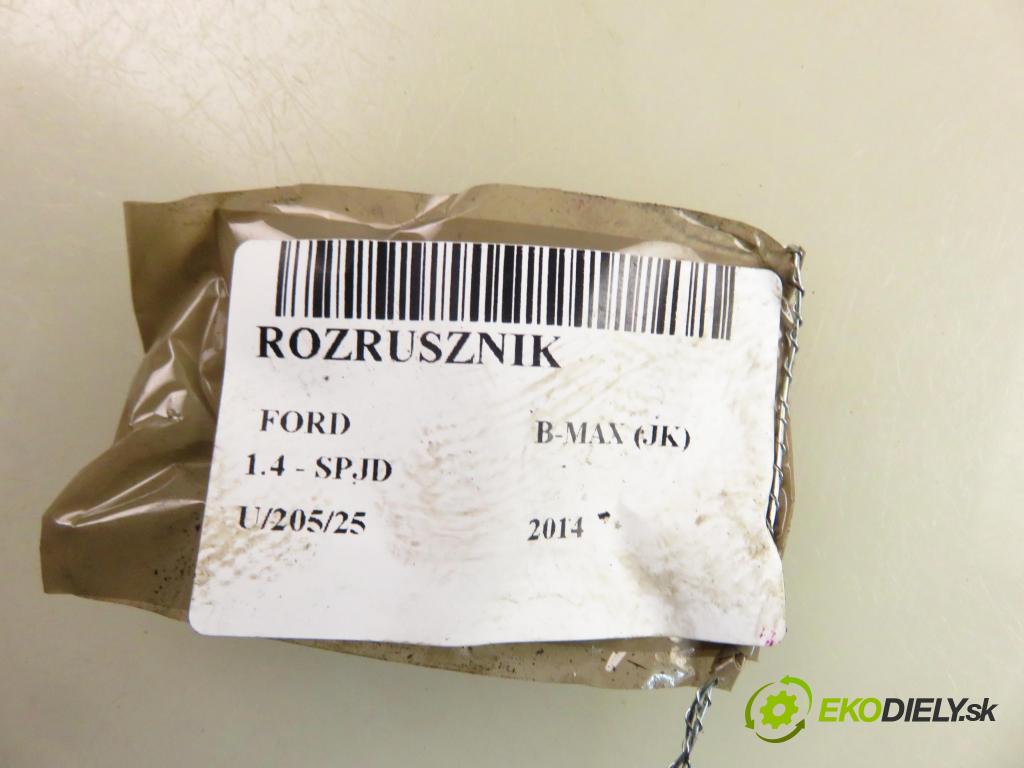 ROZRUSZNIK
FORD B-MAX (JK)
1.4 - SPJD
U/205/25 2014
EKODIELY.sk